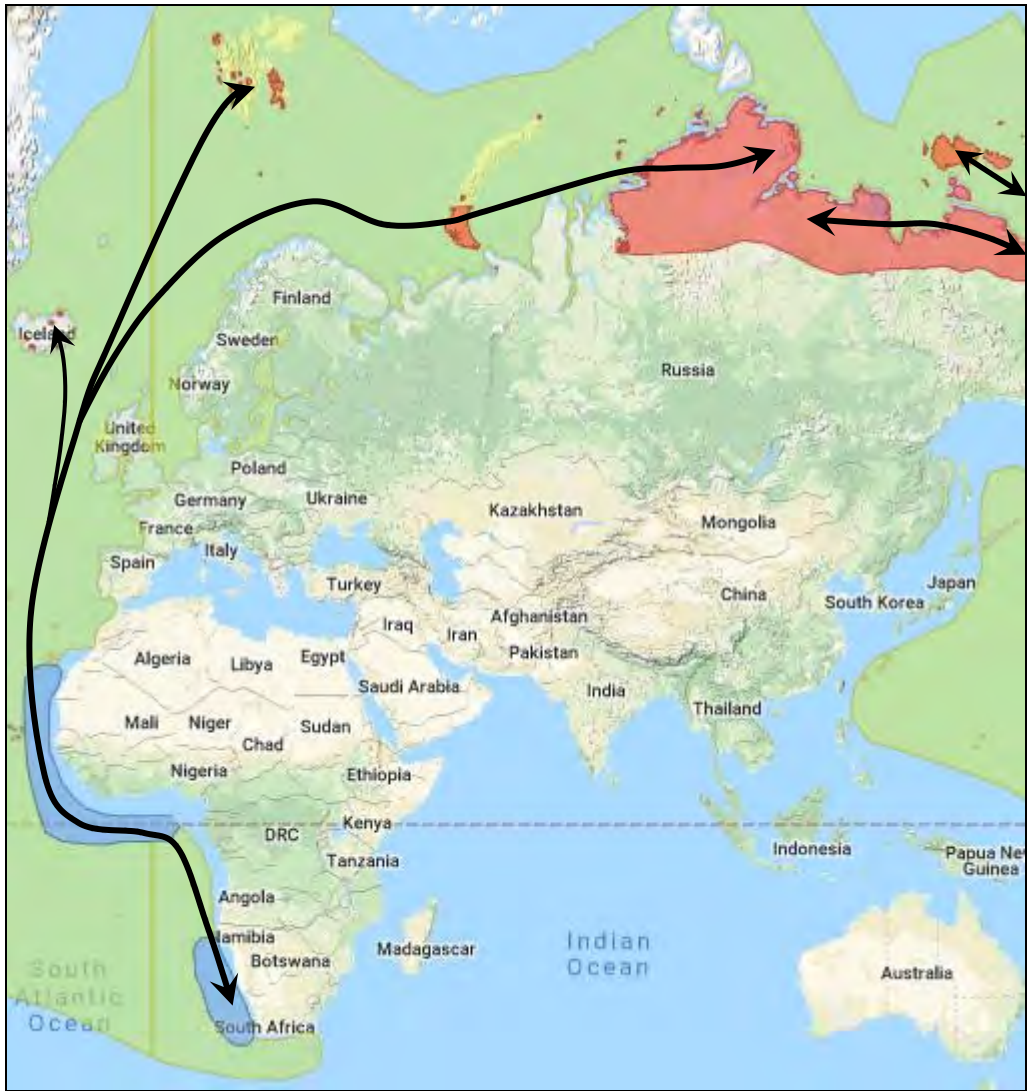 Finland
Iceland
Sweden
Russia
Norway
United
Kingdom
Poland
Germany
Ukraine
Kazakhstan
Mongolia
France
Italy
Spain
Turkey
Japan
China
South Korea
Afghanistan
Iraq
Iran
Pakistan
Algeria
Libya
Egypt
Saudi Arabia
India
Thailand
Mali
Niger
Sudan
Chad
Nigeria
Ethiopia
Kenya
DRC
Indonesia
Papua Ne
Guinea
Tanzania
Angola
Namibia
Botswana
Madagascar
Indian
Ocean
South
Atlantic
Ocean
Australia
South Africa